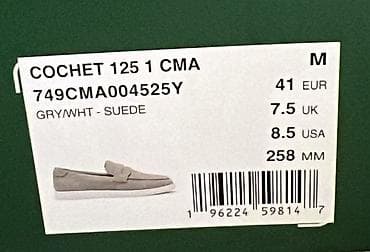 COCHET 125 1 CMA M
749CMA004525Y 41 EUR
GRY/WHT - SUEDE 7.5 UK
8.5 USA
258 MM
1 96224 59814 7